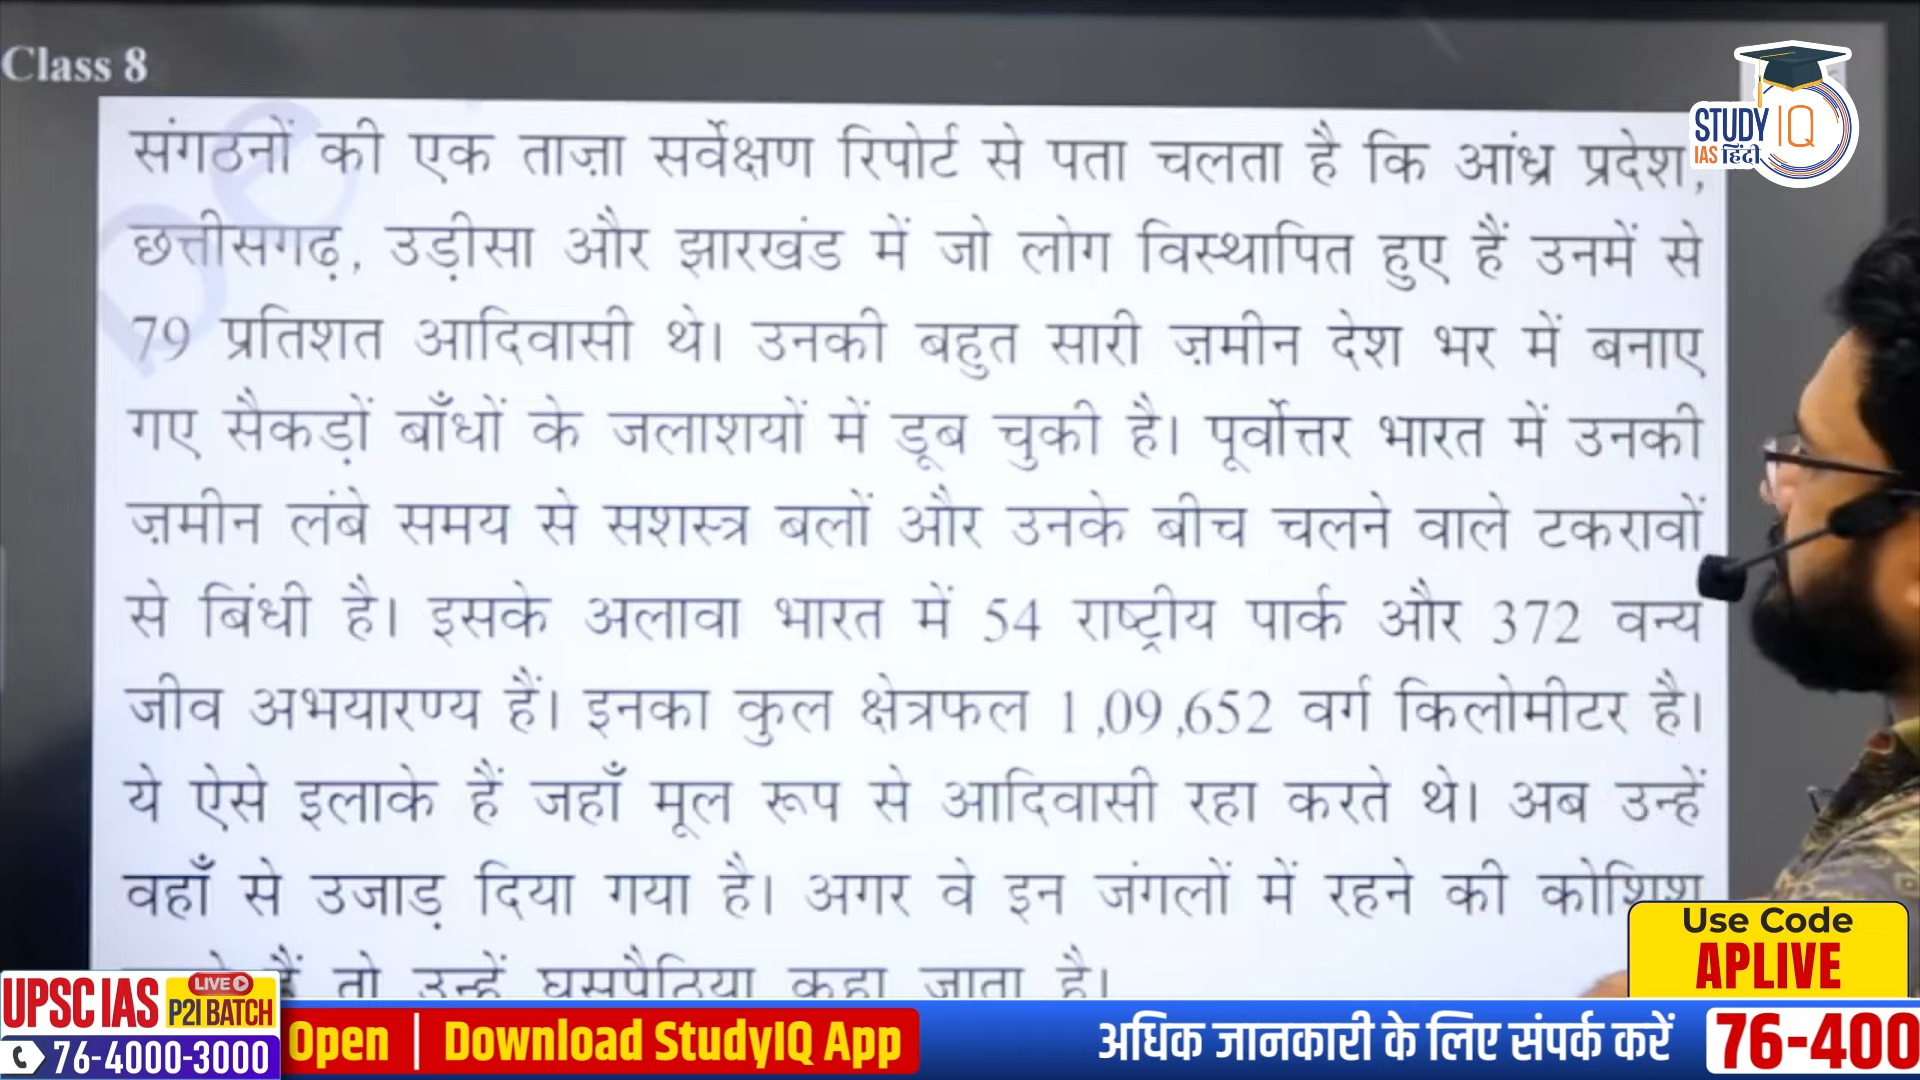 Class 8
STUDY IQ
IAS हिंदी
संगठनों की एक ताज़ा सर्वेक्षण रिपोर्ट से पता चलता है कि आंध्र प्रदेश,
छत्तीसगढ़, उड़ीसा और झारखंड में जो लोग विस्थापित हुए हैं उनमें से
79 प्रतिशत आदिवासी थे। उनकी बहुत सारी ज़मीन देश भर में बनाए
गए सैकड़ों बाँधों के जलाशयों में डूब चुकी है। पूर्वोत्तर भारत में उनकी
ज़मीन लंबे समय से सशस्त्र बलों और उनके बीच चलने वाले टकरावों
से बिंधी है। इसके अलावा भारत में 54 राष्ट्रीय पार्क और 372 वन्य
जीव अभयारण्य हैं। इनका कुल क्षेत्रफल 1,09,652 वर्ग किलोमीटर है।
ये ऐसे इलाके हैं जहाँ मूल रूप से आदिवासी रहा करते थे। अब उन्हें
वहाँ से उजाड़ दिया गया है। अगर वे इन जंगलों में रहने की कोशिश
हैं तो उन्हें घुसपैठिया कहा जाता है।
Use Code
APLIVE
UPSC IAS LIVE P2I BATCH
76-4000-3000
Open | Download StudyIQ App
अधिक जानकारी के लिए संपर्क करें 76-400